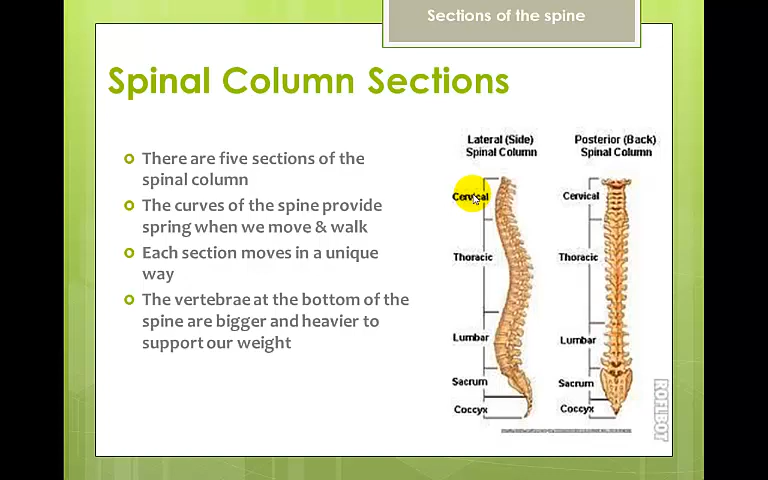 Sections of the spine
Spinal Column Sections
There are five sections of the
spinal column
The curves of the spine provide
spring when we move & walk
Each section moves in a unique
way
The vertebrae at the bottom of the
spine are bigger and heavier to
support our weight
Lateral (Side)
Spinal Column
Cervical
Thoracic
Lumbar
Sacrum
Coccyx
Posterior (Back)
Spinal Column
Cervical
Thoracic
Lumbar
Sacrum
Coccyx
ROFLBOT